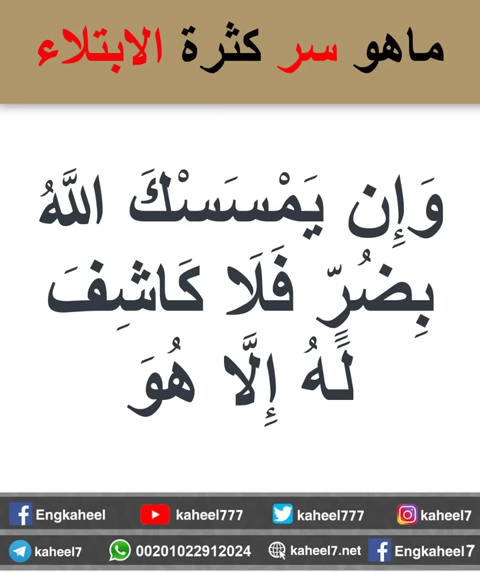 ماهو سر كثرة الابتلاء
وَإِن يَمْسَسْكَ اللَّهُ
بِضُرٍّ فَلَا كَاشِفَ
لَهُ إِلَّا هُوَ
Engkaheel kaheel777 kaheel777 kaheel7
kaheel7 00201022912024 kaheel7.net Engkaheel7